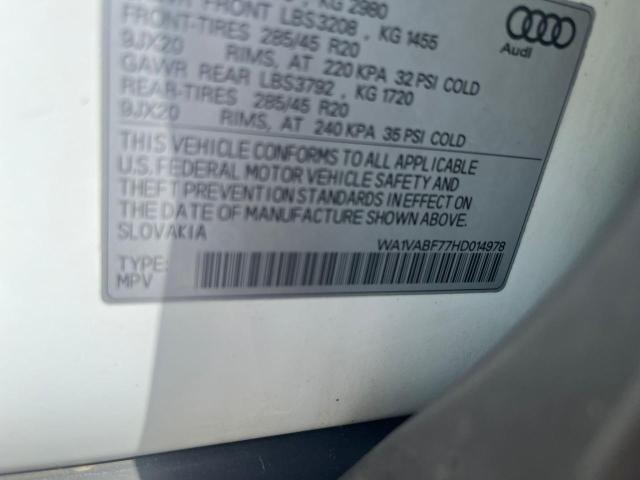 KG 2980
FRONT LBS3208, KG 1455
FRONT-TIRES 285/45 R20
9JX20 RIMS, AT 220 KPA 32 PSI COLD
GAWR REAR LBS3792, KG 1720
REAR-TIRES 285/45 R20
9JX20 RIMS, AT 240 KPA 35 PSI COLD
THIS VEHICLE CONFORMS TO ALL APPLICABLE
U.S. FEDERAL MOTOR VEHICLE SAFETY AND
THEFT PREVENTION STANDARDS IN EFFECT ON
THE DATE OF MANUFACTURE SHOWN ABOVE.
SLOVAKIA
WA1VABF77HD014978
TYPE:
MPV
Audi